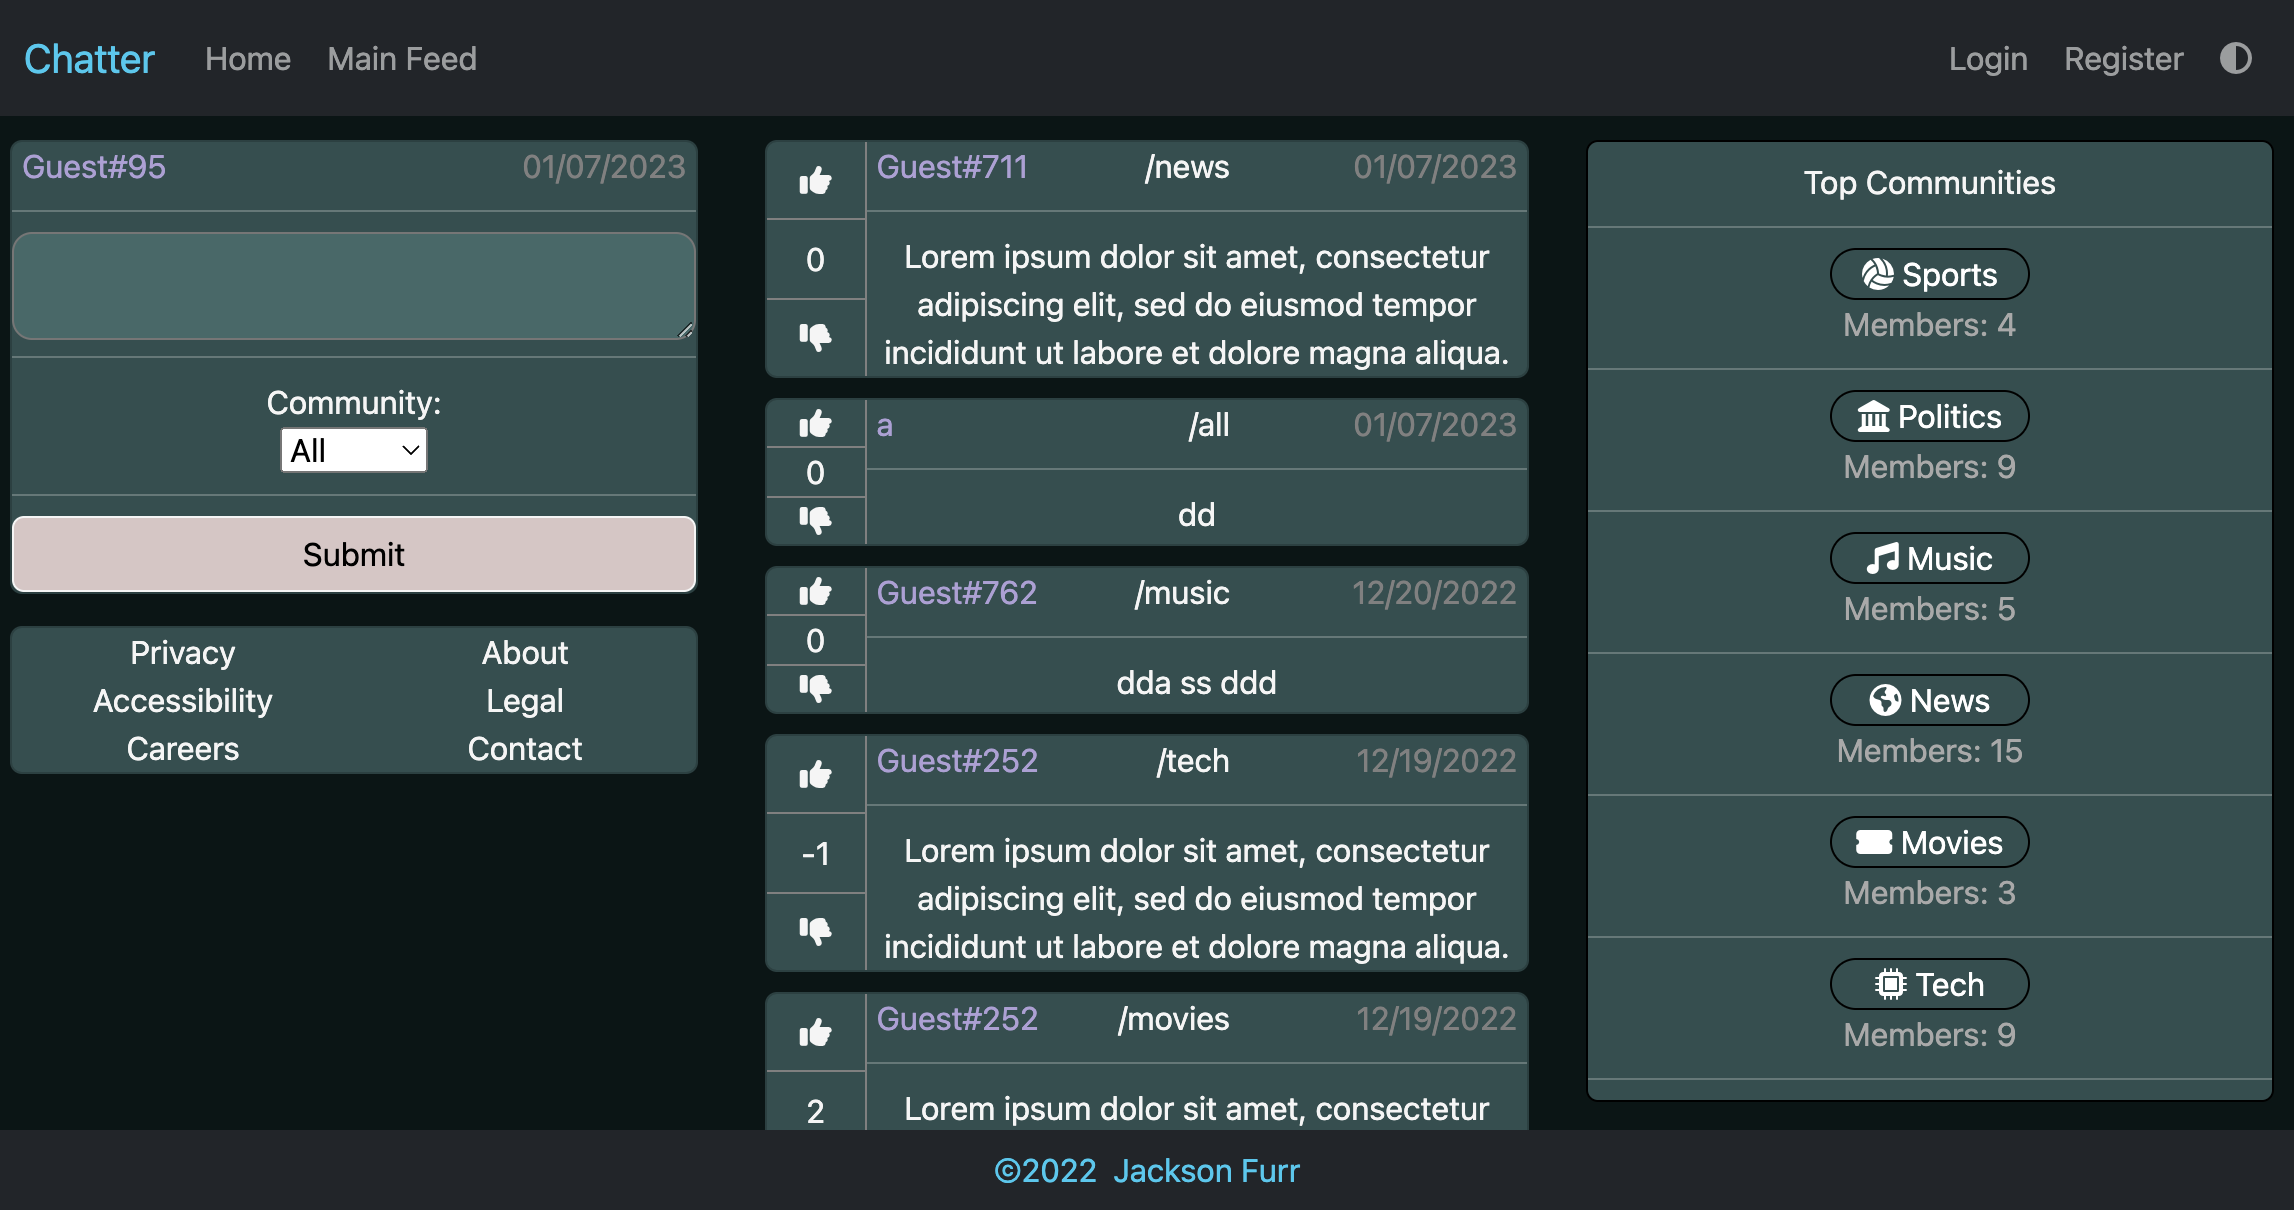 Chatter Home Main Feed Login Register
Guest#95 01/07/2023
Community:
All
Submit
Privacy About
Accessibility Legal
Careers Contact
Guest#711 /news 01/07/2023
0
Lorem ipsum dolor sit amet, consectetur
adipiscing elit, sed do eiusmod tempor
incididunt ut labore et dolore magna aliqua.
a /all 01/07/2023
0
dd
Guest#762 /music 12/20/2022
0
dda ss ddd
Guest#252 /tech 12/19/2022
-1
Lorem ipsum dolor sit amet, consectetur
adipiscing elit, sed do eiusmod tempor
incididunt ut labore et dolore magna aliqua.
Guest#252 /movies 12/19/2022
2
Lorem ipsum dolor sit amet, consectetur
Top Communities
Sports
Members: 4
Politics
Members: 9
Music
Members: 5
News
Members: 15
Movies
Members: 3
Tech
Members: 9
©2022 Jackson Furr